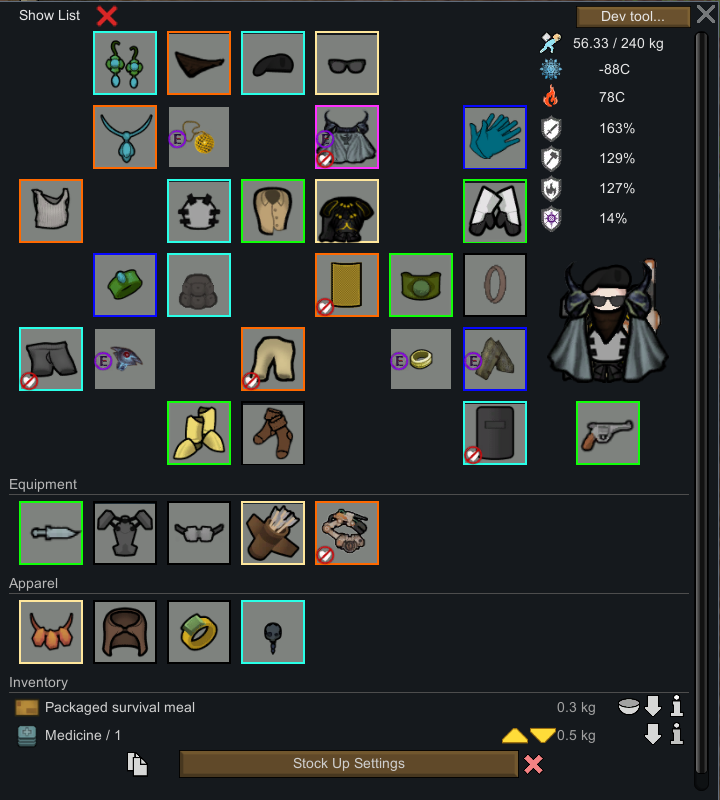 Show List
Dev tool...
56.33 / 240 kg
-88C
78C
163%
E
E
129%
127%
14%
E
E
E
Equipment
Apparel
Inventory
Packaged survival meal 0.3 kg
Medicine / 1 0.5 kg
Stock Up Settings